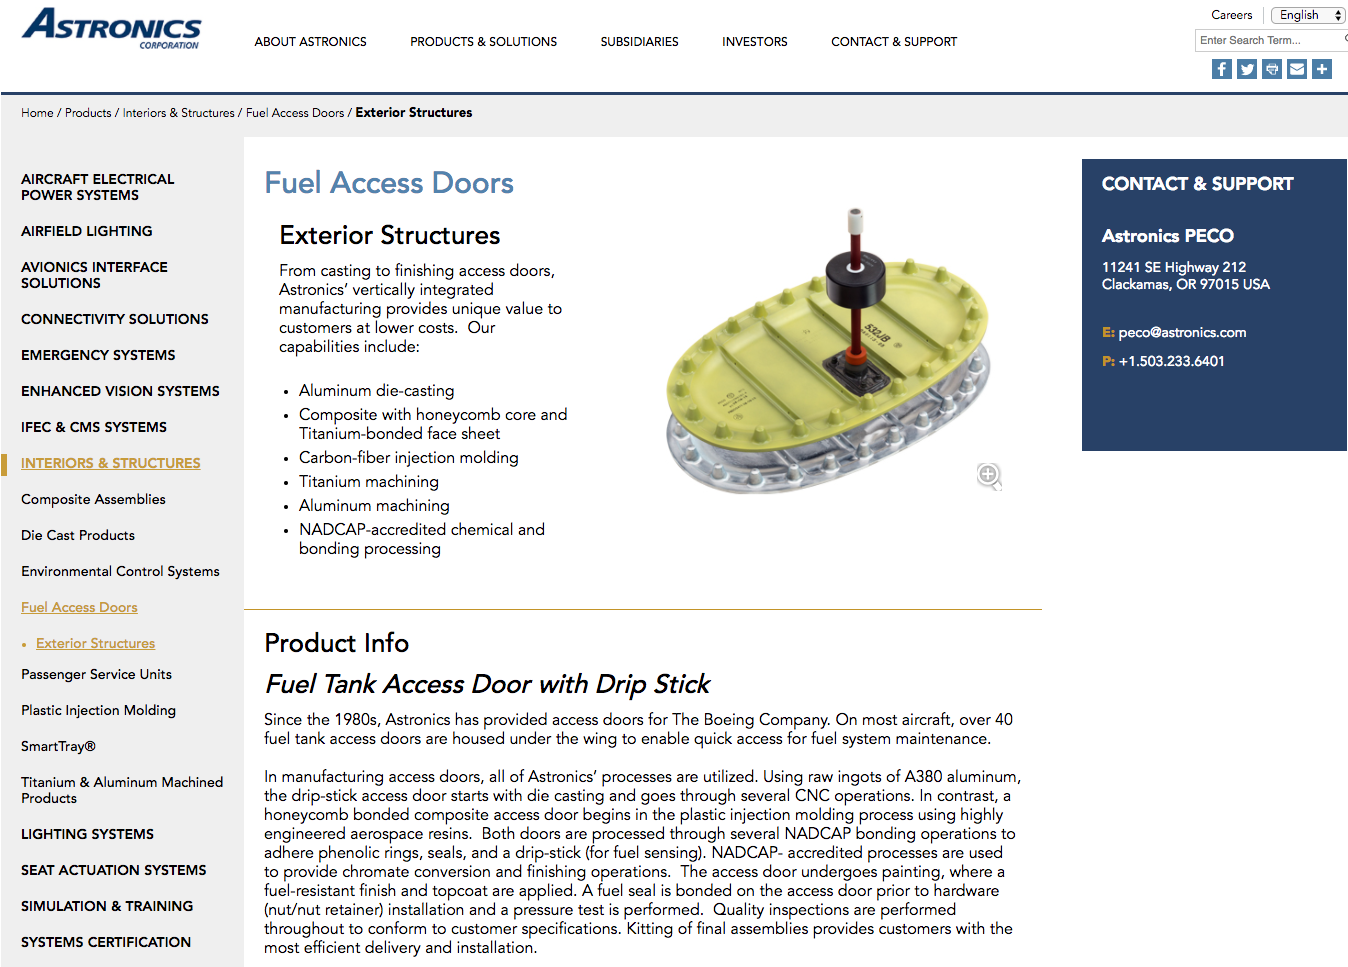 ASTRONICS
CORPORATION
ABOUT ASTRONICS
PRODUCTS & SOLUTIONS
SUBSIDIARIES
INVESTORS
CONTACT & SUPPORT
Careers
English
Enter Search Term...
Home / Products / Interiors & Structures / Fuel Access Doors / Exterior Structures
AIRCRAFT ELECTRICAL
POWER SYSTEMS
AIRFIELD LIGHTING
AVIONICS INTERFACE
SOLUTIONS
CONNECTIVITY SOLUTIONS
EMERGENCY SYSTEMS
ENHANCED VISION SYSTEMS
IFEC & CMS SYSTEMS
INTERIORS & STRUCTURES
Composite Assemblies
Die Cast Products
Environmental Control Systems
Fuel Access Doors
• Exterior Structures
Passenger Service Units
Plastic Injection Molding
SmartTray®
Titanium & Aluminum Machined
Products
LIGHTING SYSTEMS
SEAT ACTUATION SYSTEMS
SIMULATION & TRAINING
SYSTEMS CERTIFICATION
Fuel Access Doors
Exterior Structures
From casting to finishing access doors,
Astronics' vertically integrated
manufacturing provides unique value to
customers at lower costs.  Our
capabilities include:
• Aluminum die-casting
• Composite with honeycomb core and
Titanium-bonded face sheet
• Carbon-fiber injection molding
• Titanium machining
• Aluminum machining
• NADCAP-accredited chemical and
bonding processing
532JB
Product Info
Fuel Tank Access Door with Drip Stick
Since the 1980s, Astronics has provided access doors for The Boeing Company. On most aircraft, over 40
fuel tank access doors are housed under the wing to enable quick access for fuel system maintenance.
In manufacturing access doors, all of Astronics' processes are utilized. Using raw ingots of A380 aluminum,
the drip-stick access door starts with die casting and goes through several CNC operations. In contrast, a
honeycomb bonded composite access door begins in the plastic injection molding process using highly
engineered aerospace resins.  Both doors are processed through several NADCAP bonding operations to
adhere phenolic rings, seals, and a drip-stick (for fuel sensing). NADCAP- accredited processes are used
to provide chromate conversion and finishing operations.  The access door undergoes painting, where a
fuel-resistant finish and topcoat are applied. A fuel seal is bonded on the access door prior to hardware
(nut/nut retainer) installation and a pressure test is performed.  Quality inspections are performed
throughout to conform to customer specifications. Kitting of final assemblies provides customers with the
most efficient delivery and installation.
CONTACT & SUPPORT
Astronics PECO
11241 SE Highway 212
Clackamas, OR 97015 USA
E: peco@astronics.com
P: +1.503.233.6401